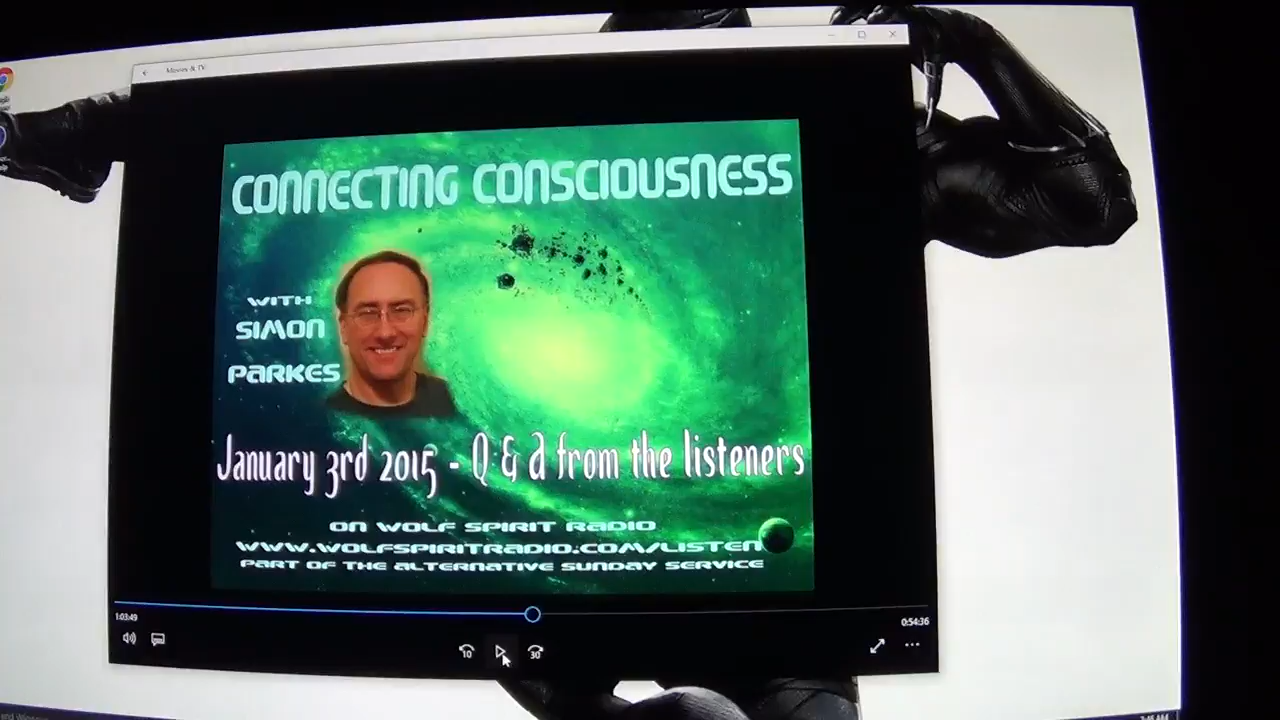 Movies & TV
CONNECTING CONSCIOUSNESS
WITH
SIMON
PARKES
January 3rd 2015 - Q & A from the listeners
ON WOLF SPIRIT RADIO
WWW.WOLFSPIRITRADIO.COM/LISTEN
PART OF THE ALTERNATIVE SUNDAY SERVICE
1:03:49
0:54:36
10
30